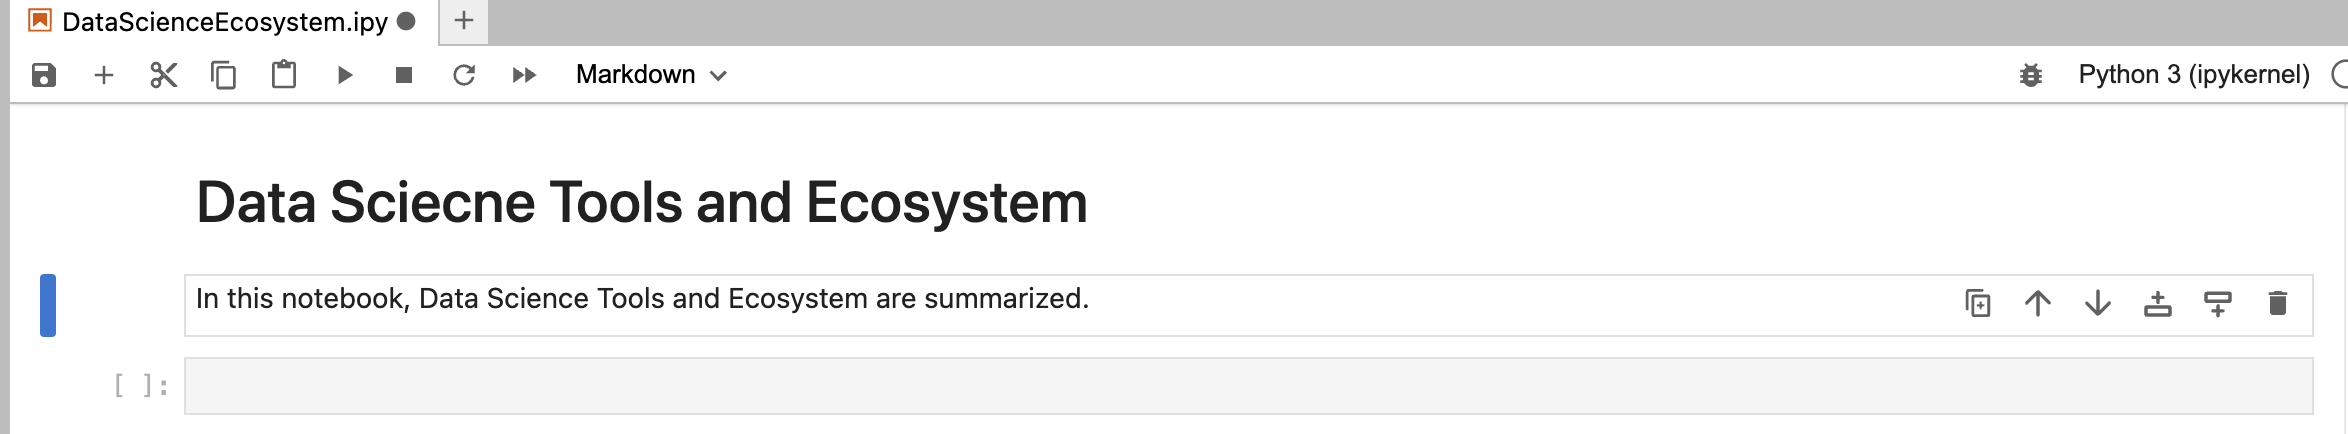 DataScienceEcosystem.ipy
Markdown
Python 3 (ipykernel)
Data Sciecne Tools and Ecosystem
In this notebook, Data Science Tools and Ecosystem are summarized.
[ ]: